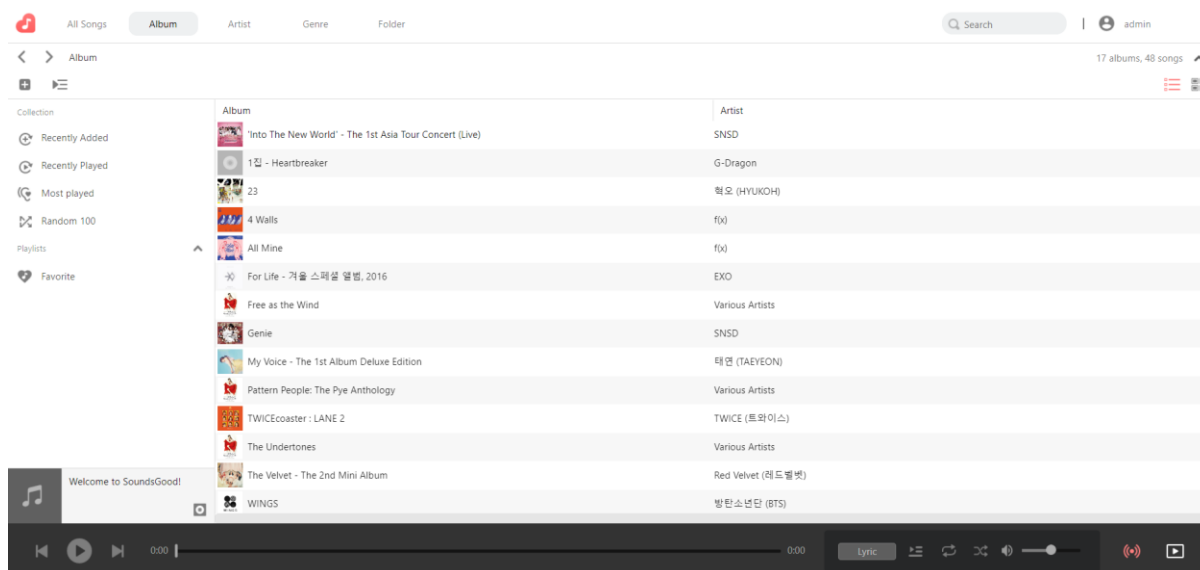 All Songs Album Artist Genre Folder Search | admin
Album 17 albums, 48 songs
Collection
Recently Added
Recently Played
Most played
Random 100
Playlists
Favorite
Album Artist
'Into The New World' - The 1st Asia Tour Concert (Live) SNSD
1집 - Heartbreaker G-Dragon
23 혁오 (HYUKOH)
4 Walls f(x)
All Mine f(x)
For Life - 겨울 스페셜 앨범, 2016 EXO
Free as the Wind Various Artists
Genie SNSD
My Voice - The 1st Album Deluxe Edition 태연 (TAEYEON)
Pattern People: The Pye Anthology Various Artists
TWICEcoaster : LANE 2 TWICE (트와이스)
The Undertones Various Artists
The Velvet - The 2nd Mini Album Red Velvet (레드벨벳)
WINGS 방탄소년단 (BTS)
Welcome to SoundsGood!
0:00 0:00 Lyric